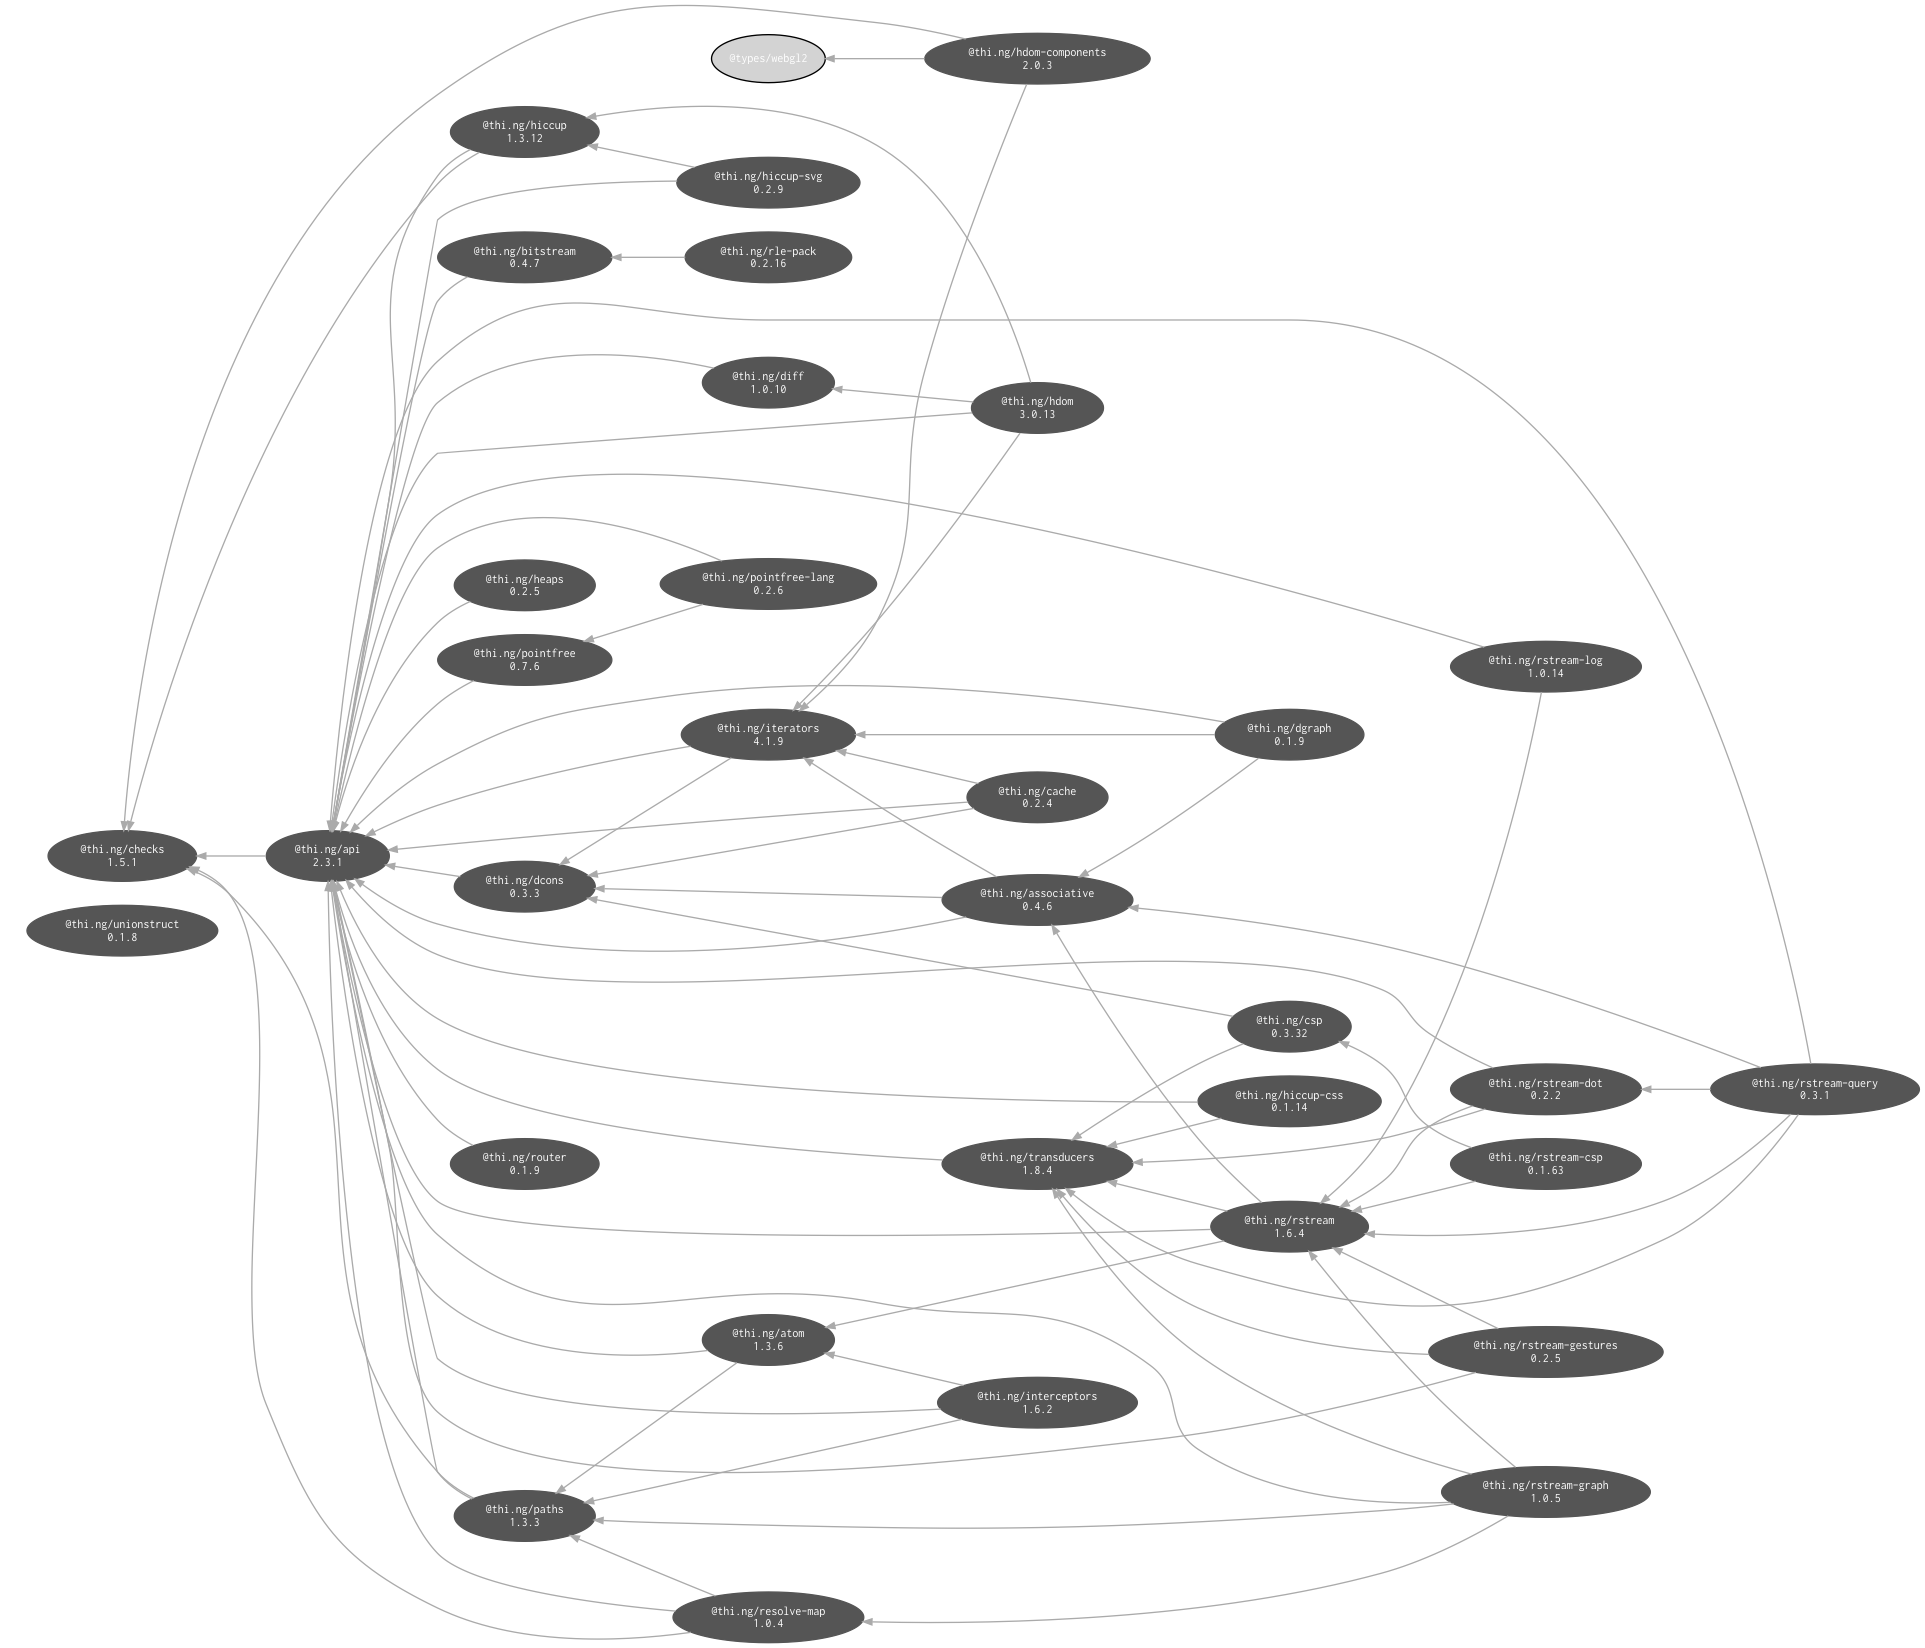 @thi.ng/hdom-components
2.0.3
@types/webgl2
@thi.ng/hiccup
1.3.12
@thi.ng/hiccup-svg
0.2.9
@thi.ng/bitstream
0.4.7
@thi.ng/rle-pack
0.2.16
@thi.ng/diff
1.0.10
@thi.ng/hdom
3.0.13
@thi.ng/heaps
0.2.5
@thi.ng/pointfree-lang
0.2.6
@thi.ng/pointfree
0.7.6
@thi.ng/rstream-log
1.0.14
@thi.ng/iterators
4.1.9
@thi.ng/dgraph
0.1.9
@thi.ng/cache
0.2.4
@thi.ng/checks
1.5.1
@thi.ng/api
2.3.1
@thi.ng/dcons
0.3.3
@thi.ng/associative
0.4.6
@thi.ng/unionstruct
0.1.8
@thi.ng/csp
0.3.32
@thi.ng/rstream-dot
0.2.2
@thi.ng/rstream-query
0.3.1
@thi.ng/hiccup-css
0.1.14
@thi.ng/router
0.1.9
@thi.ng/transducers
1.8.4
@thi.ng/rstream-csp
0.1.63
@thi.ng/rstream
1.6.4
@thi.ng/atom
1.3.6
@thi.ng/rstream-gestures
0.2.5
@thi.ng/interceptors
1.6.2
@thi.ng/rstream-graph
1.0.5
@thi.ng/paths
1.3.3
@thi.ng/resolve-map
1.0.4